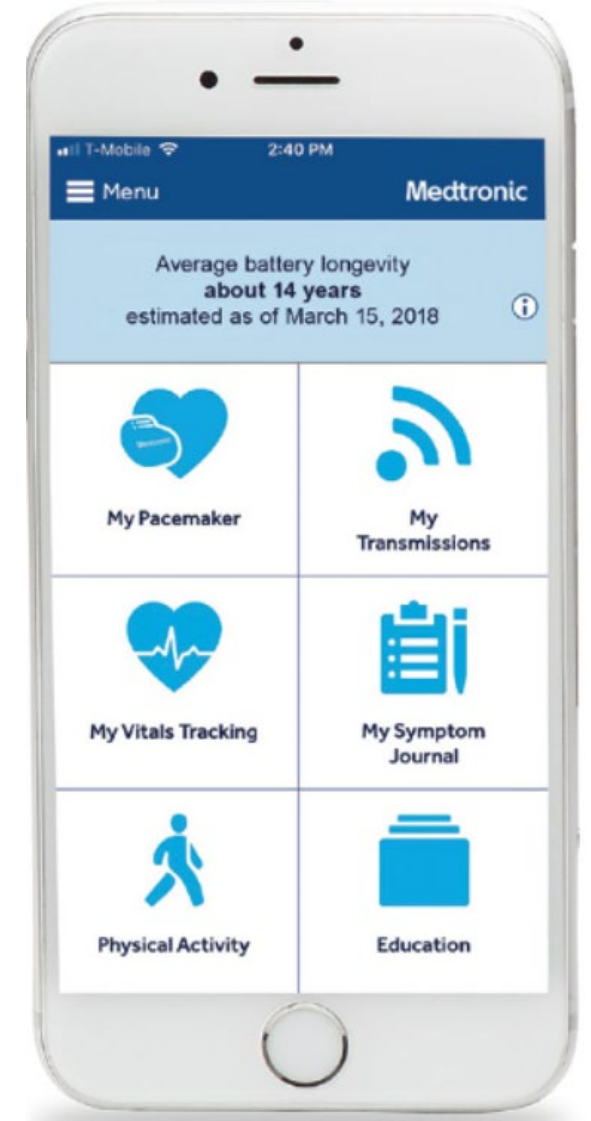 T-Mobile 2:40 PM
Menu Medtronic
Average battery longevity
about 14 years
estimated as of March 15, 2018
My Pacemaker
My
Transmissions
My Vitals Tracking
My Symptom
Journal
Physical Activity
Education